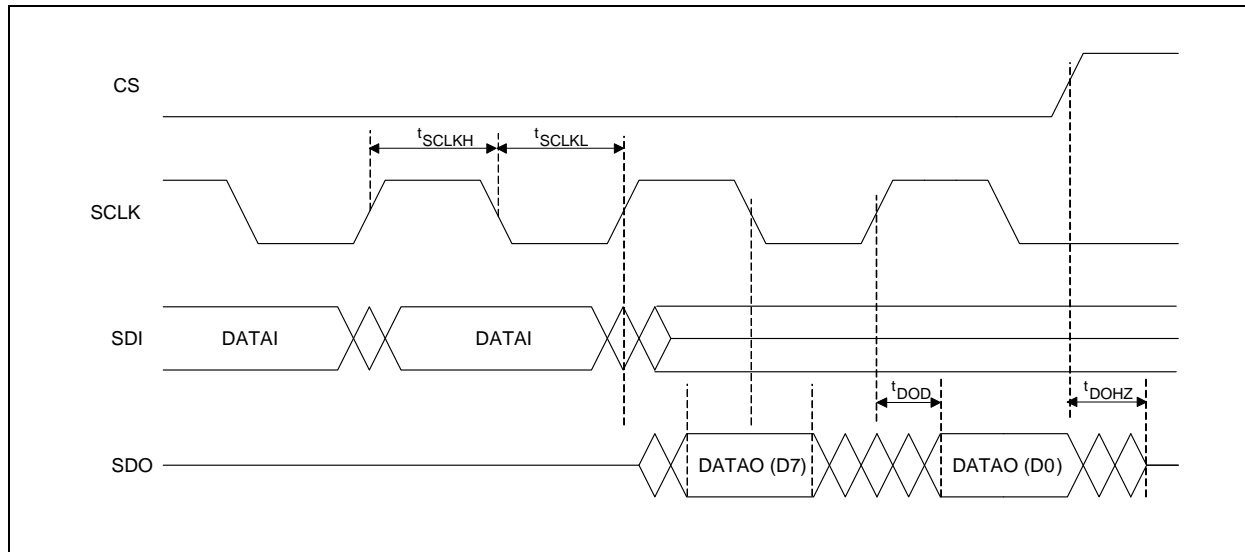 CS
tSCLKH tSCLKL
SCLK
SDI DATAI DATAI
tDOD tDOHZ
SDO DATAO (D7) DATAO (D0)